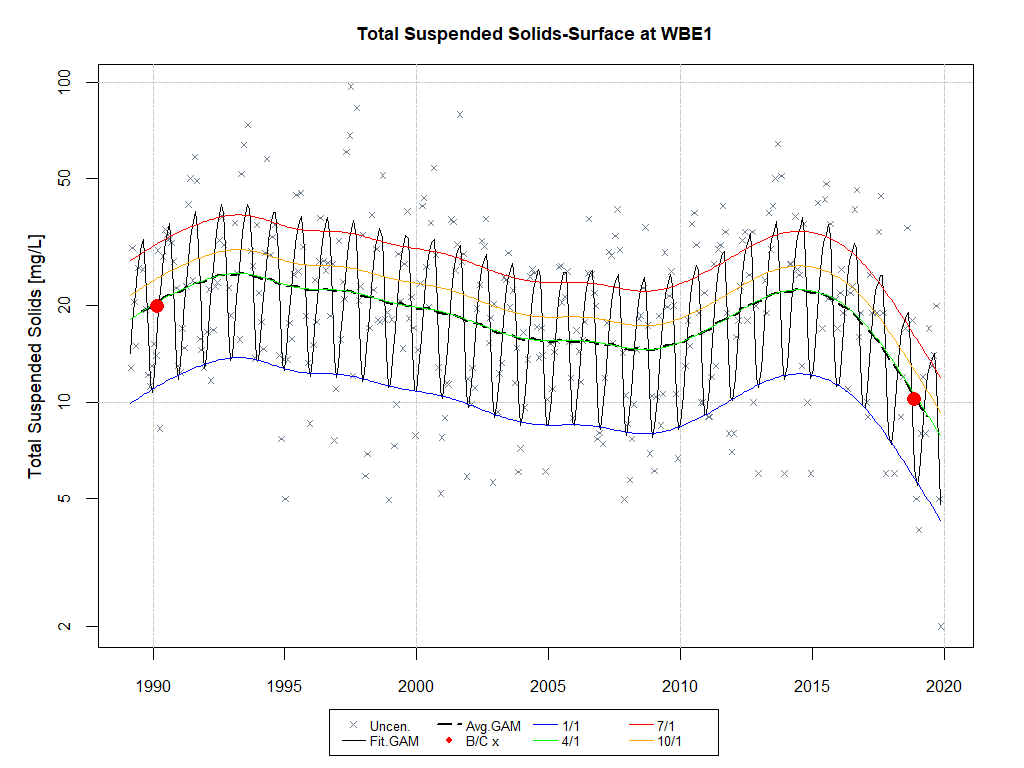 Total Suspended Solids-Surface at WBE1
Total Suspended Solids [mg/L]
100
50
20
10
5
2
1990 1995 2000 2005 2010 2015 2020
Uncen. Avg.GAM 1/1 7/1
Fit.GAM B/C x 4/1 10/1